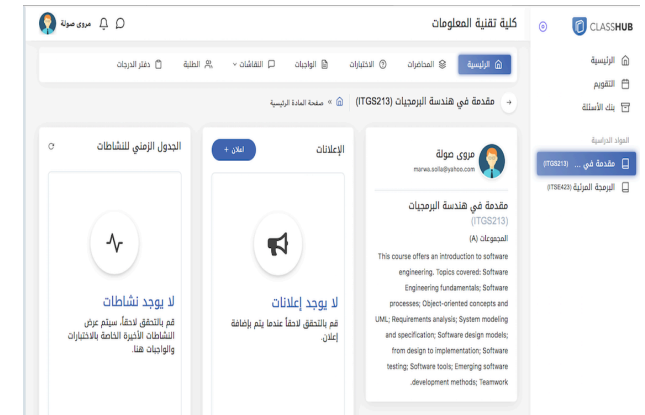 CLASSHUB
كلية تقنية المعلومات
مروى صولة
الرئيسية
التقويم
بنك الأسئلة
المواد الدراسية
مقدمة في ... (ITGS213)
البرمجة المرئية (ITSE423)
الرئيسية
المحاضرات
الاختبارات
الواجبات
النقاشات
الطلبة
دفتر الدرجات
مقدمة في هندسة البرمجيات (ITGS213)
» صفحة المادة الرئيسية
مروى صولة
marwa.solla@yahoo.com
مقدمة في هندسة البرمجيات
(ITGS213)
المجموعات (A)
This course offers an introduction to software
engineering. Topics covered: Software
Engineering fundamentals; Software
processes; Object-oriented concepts and
UML; Requirements analysis; System modeling
and specification; Software design models;
from design to implementation; Software
testing; Software tools; Emerging software
.development methods; Teamwork
الإعلانات
اعلان +
لا يوجد إعلانات
قم بالتحقق لاحقاً عندما يتم بإضافة
إعلان.
الجدول الزمني للنشاطات
لا يوجد نشاطات
قم بالتحقق لاحقاً، سيتم عرض
النشاطات الأخيرة الخاصة بالاختبارات
والواجبات هنا.